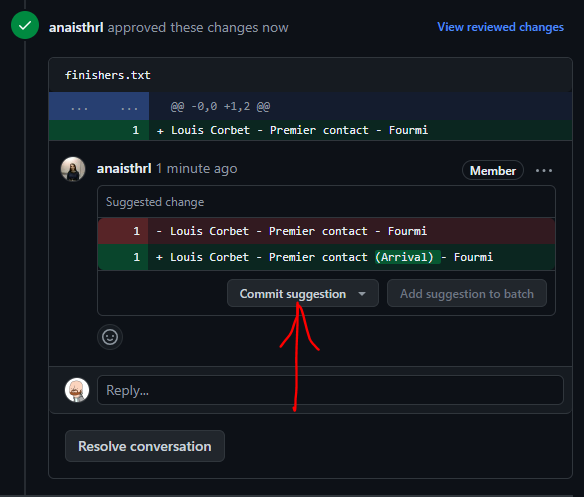 anaisthrl approved these changes now
View reviewed changes
finishers.txt
... ... @@ -0,0 +1,2 @@
1 + Louis Corbet - Premier contact - Fourmi
anaisthrl 1 minute ago
Member ...
Suggested change
1 - Louis Corbet - Premier contact - Fourmi
1 + Louis Corbet - Premier contact (Arrival) - Fourmi
Commit suggestion
Add suggestion to batch
Reply...
Resolve conversation